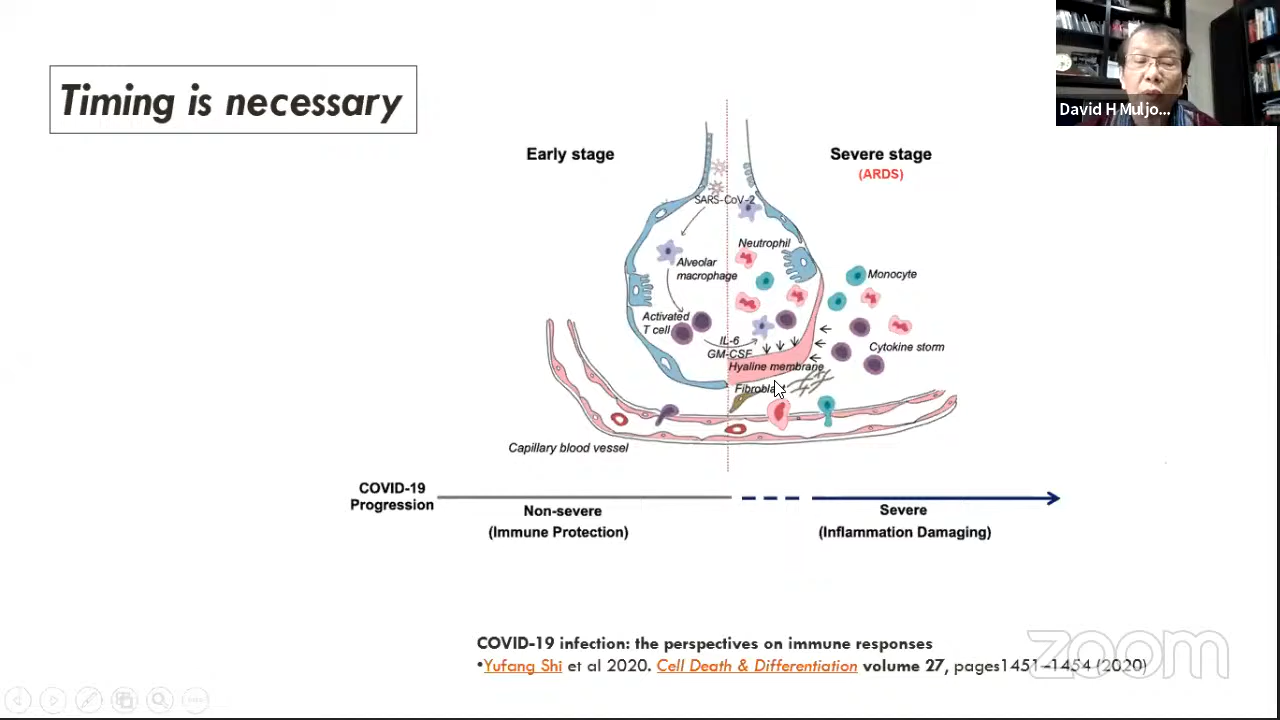 Timing is necessary
David H Muljo...
Early stage
Severe stage
(ARDS)
SARS-CoV-2
Neutrophil
Alveolar
macrophage
Monocyte
Activated
T cell
IL-6
GM-CSF
Cytokine storm
Hyaline membrane
Capillary blood vessel
COVID-19
Progression
Non-severe
(Immune Protection)
Severe
(Inflammation Damaging)
COVID-19 infection: the perspectives on immune responses
•Yufang Shi et al 2020. Cell Death & Differentiation volume 27, pages1451–1454 (2020)
zoom